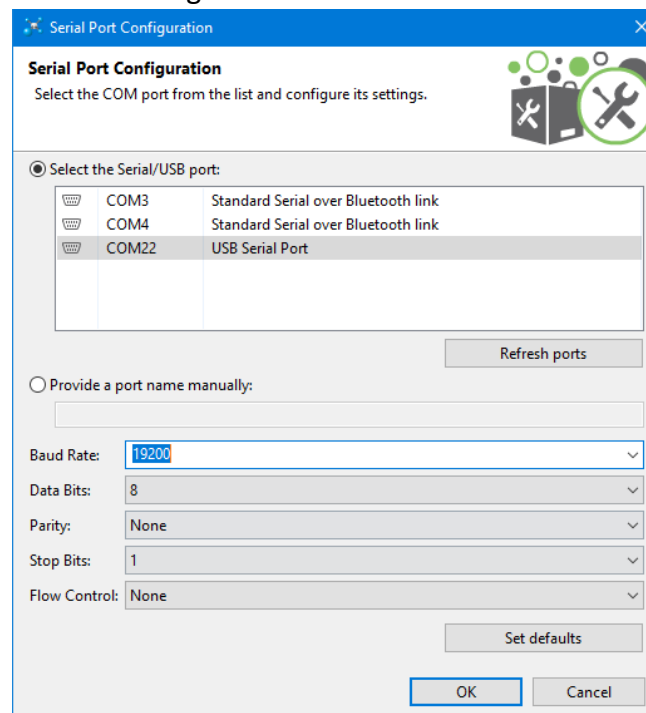 Serial Port Configuration
Serial Port Configuration
Select the COM port from the list and configure its settings.
Select the Serial/USB port:
COM3 Standard Serial over Bluetooth link
COM4 Standard Serial over Bluetooth link
COM22 USB Serial Port
Refresh ports
Provide a port name manually:
Baud Rate: 19200
Data Bits: 8
Parity: None
Stop Bits: 1
Flow Control: None
Set defaults
OK Cancel